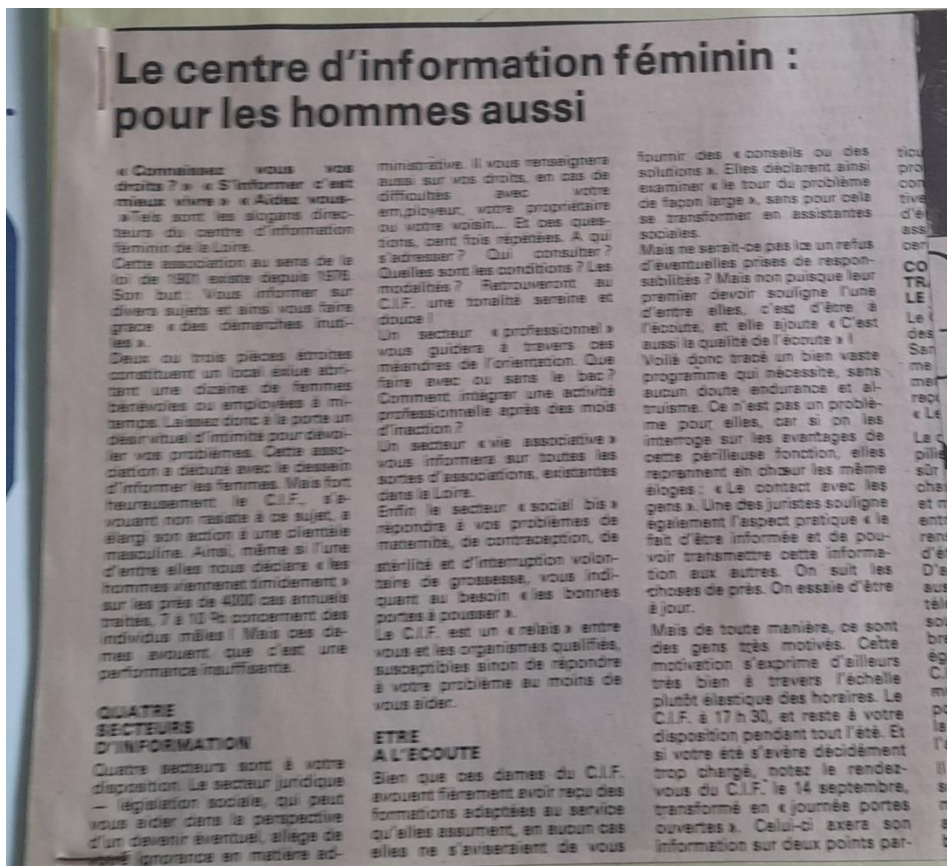 Le centre d'information féminin :
pour les hommes aussi
« Connaissez vous vos
droits ? » « S'informer c'est
mieux vivre » « Aidez vous-
» Tels sont les slogans direc-
teurs du centre d'information
féminin de la Loire.
Cette association au sens de la
loi de 1901 existe depuis 1976.
Son but : Vous informer sur
divers sujets et ainsi vous faire
grace « des démarches inuti-
les ».
Deux ou trois pièces étroites
constituent un local exiue abri-
tant une dizaine de femmes
bénévoles ou employées à mi-
temps. Laissez donc à la porte un
désir rituel d'intimité pour dévoi-
ler vos problèmes. Cette asso-
ciation a débuté avec le dessein
d'informer les femmes. Mais fort
heureusement le C.I.F., s'a-
vouant non raciste à ce sujet, a
élargi son action à une clientèle
masculine. Ainsi, même si l'une
d'entre elles nous déclare « les
hommes viennent timidement »
sur les près de 4000 cas annuels
traités, 7 à 10 % concernent des
individus mâles ! Mais ces da-
mes avouent que c'est une
performance insuffisante.
QUATRE
SECTEURS
D'INFORMATION
Quatre secteurs sont à votre
disposition. Le secteur juridique
— législation sociale, qui peut
vous aider dans la perspective
d'un devenir éventuel, allégé de
ignorance en matière ad-
ministrative. Il vous renseignera
aussi sur vos droits, en cas de
difficultés avec votre
employeur, votre propriétaire
ou votre voisin... Et ces ques-
tions, cent fois répétées. A qui
s'adresser ? Qui consulter ?
Quelles sont les conditions ? Les
modalités ? Retrouveront au
C.I.F. une tonalité sereine et
douce !
Un secteur « professionnel »
vous guidera à travers ces
méandres de l'orientation. Que
faire avec ou sans le bac ?
Comment intégrer une activité
professionnelle après des mois
d'inaction ?
Un secteur « vie associative »
vous informera sur toutes les
sortes d'associations, existantes
dans la Loire.
Enfin le secteur « social bis »
répondra à vos problèmes de
maternité, de contraception, de
stérilité et d'interruption volon-
taire de grossesse, vous indi-
quant au besoin « les bonnes
portes à pousser ».
Le C.I.F. est un « relais » entre
vous et les organismes qualifiés,
susceptibles sinon de répondre
à votre problème au moins de
vous aider.
ETRE
A L'ECOUTE
Bien que ces dames du C.I.F.
avouent fièrement avoir reçu des
formations adaptées au service
qu'elles assument, en aucun cas
elles ne s'aviseraient de vous
fournir des « conseils ou des
solutions ». Elles déclarent ainsi
examiner « le tour du problème
de façon large », sans pour cela
se transformer en assistantes
sociales.
Mais ne serait-ce pas ice un refus
d'éventuelles prises de respon-
sablités ? Mais non puisque leur
premier devoir souligne l'une
d'entre elles, c'est d'être à
l'écoute, et elle ajoute « C'est
aussi la qualité de l'écoute » !
Voilà donc tracé un bien vaste
programme qui nécessite, sans
aucun doute endurance et al-
truisme. Ce n'est pas un problè-
me pour elles, car si on les
interroge sur les avantages de
cette périlleuse fonction, elles
reprennent en chœur les même
éloges : « Le contact avec les
gens ». Une des juristes souligne
également l'aspect pratique « le
fait d'être informée et de pou-
voir transmettre cette informa-
tion aux autres. On suit les
choses de près. On essaie d'être
à jour.
Mais de toute manière, ce sont
des gens très motivés. Cette
motivation s'exprime d'ailleurs
très bien à travers l'échelle
plutôt élastique des horaires. Le
C.I.F. à 17 h 30, et reste à votre
disposition pendant tout l'été. Et
si votre été s'avère décidément
trop chargé, notez le rendez-
vous du C.I.F. le 14 septembre,
transformé en « journée portes
ouvertes ». Celui-ci axera son
information sur deux points par-